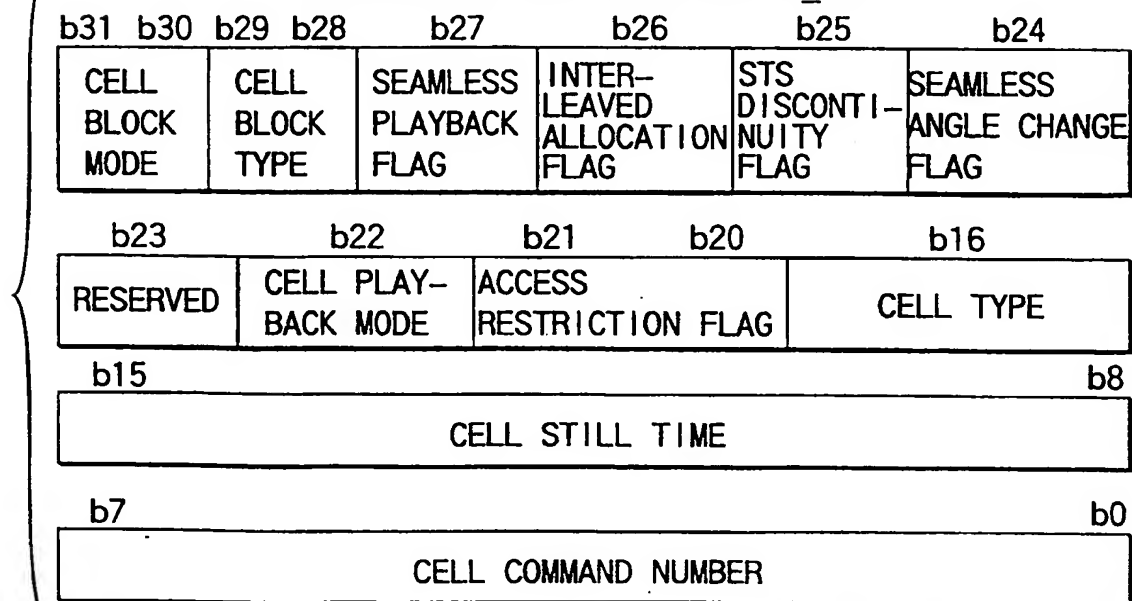 b31 b30 b29 b28 b27 b26 b25 b24
CELL BLOCK MODE
CELL BLOCK TYPE
SEAMLESS PLAYBACK FLAG
INTER-LEAVED ALLOCATION FLAG
STS DISCONTI-NUITY FLAG
SEAMLESS ANGLE CHANGE FLAG
b23 b22 b21 b20 b16
RESERVED
CELL PLAY-BACK MODE
ACCESS RESTRICTION FLAG
CELL TYPE
b15 b8
CELL STILL TIME
b7 b0
CELL COMMAND NUMBER